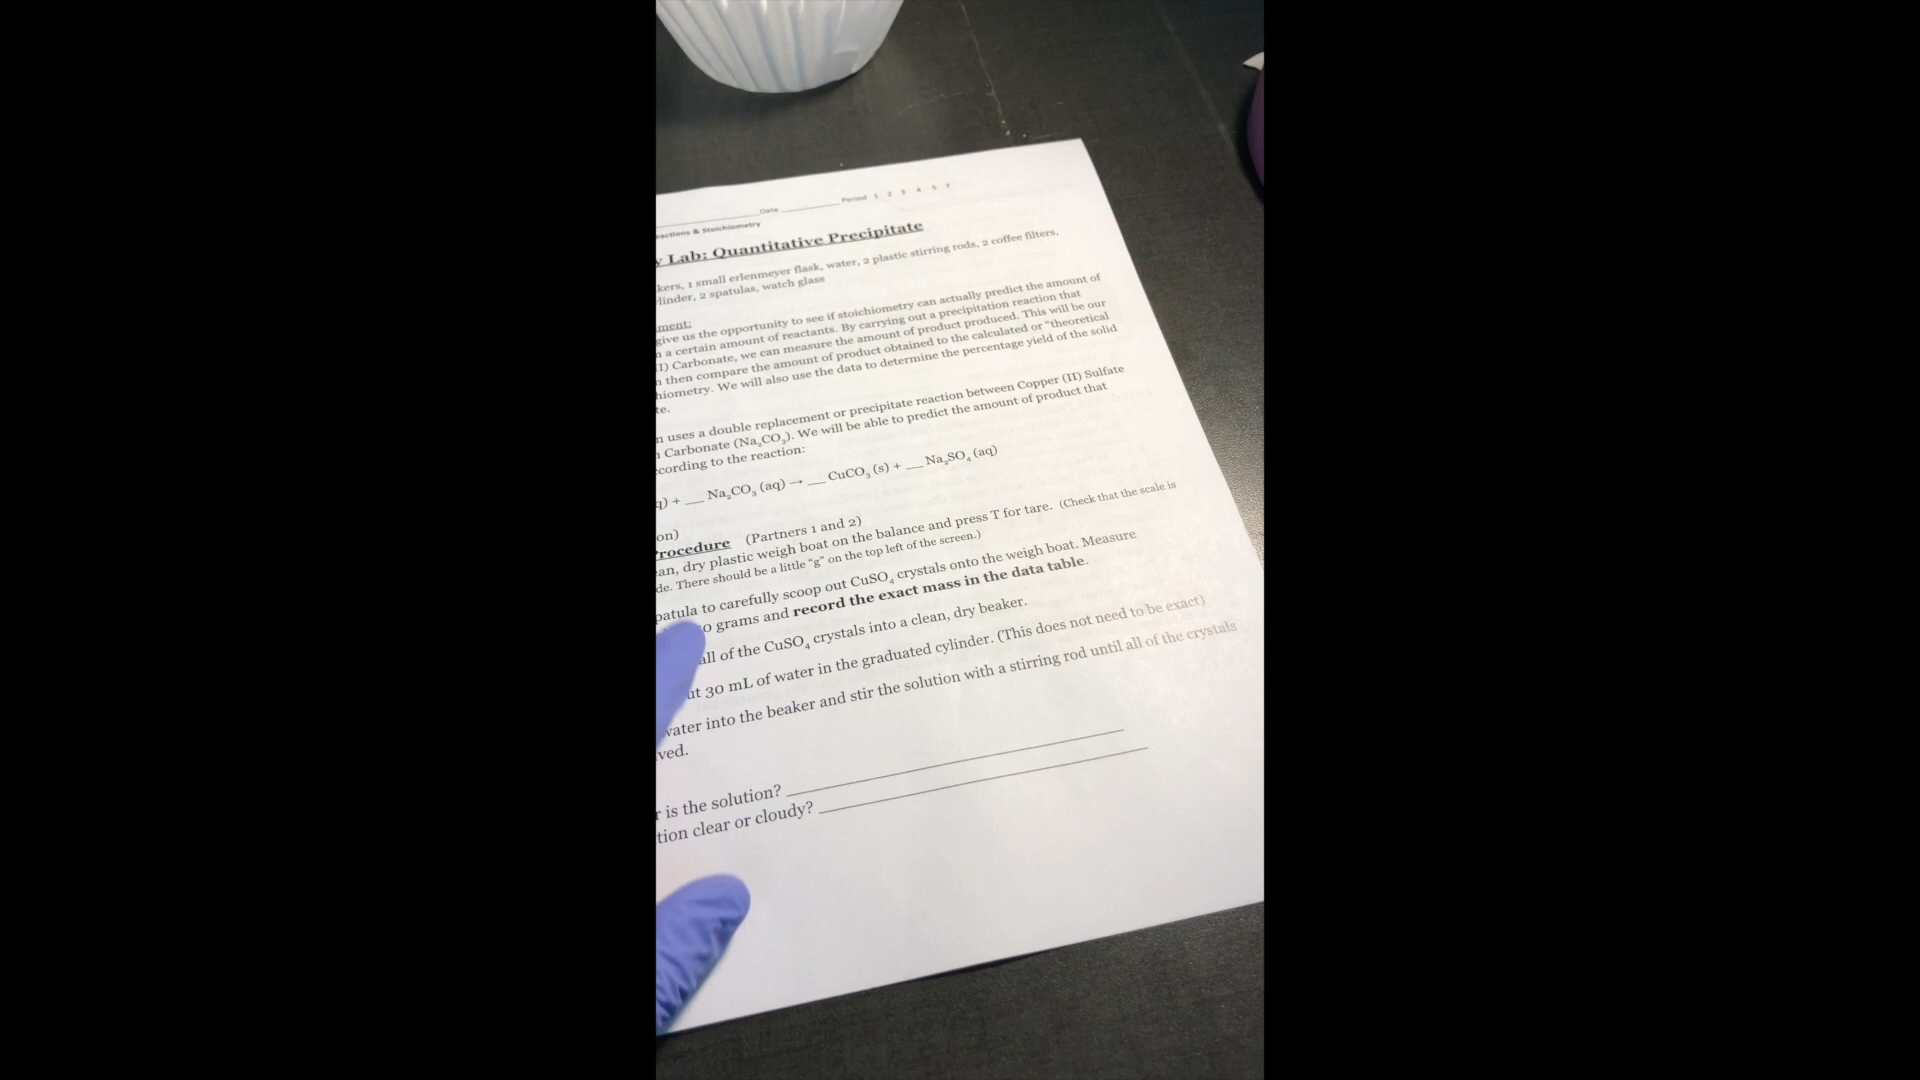 Date ________ Period 1 2 3 4 5 7
actions & Stoichiometry
y Lab: Quantitative Precipitate
kers, 1 small erlenmeyer flask, water, 2 plastic stirring rods, 2 coffee filters,
linder, 2 spatulas, watch glass
ment:
give us the opportunity to see if stoichiometry can actually predict the amount of
a certain amount of reactants. By carrying out a precipitation reaction that
I) Carbonate, we can measure the amount of product produced. This will be our
n then compare the amount of product obtained to the calculated or "theoretical
hiometry. We will also use the data to determine the percentage yield of the solid
te.
n uses a double replacement or precipitate reaction between Copper (II) Sulfate
Carbonate (Na₂CO₃). We will be able to predict the amount of product that
cording to the reaction:
q) + __ Na₂CO₃ (aq) → __ CuCO₃ (s) + __ Na₂SO₄ (aq)
on)
rocedure (Partners 1 and 2)
an, dry plastic weigh boat on the balance and press T for tare. (Check that the scale is
de. There should be a little "g" on the top left of the screen.)
patula to carefully scoop out CuSO₄ crystals onto the weigh boat. Measure
0 grams and record the exact mass in the data table.
all of the CuSO₄ crystals into a clean, dry beaker.
ut 30 mL of water in the graduated cylinder. (This does not need to be exact)
water into the beaker and stir the solution with a stirring rod until all of the crystals
ved.
r is the solution? ____________
tion clear or cloudy? ____________